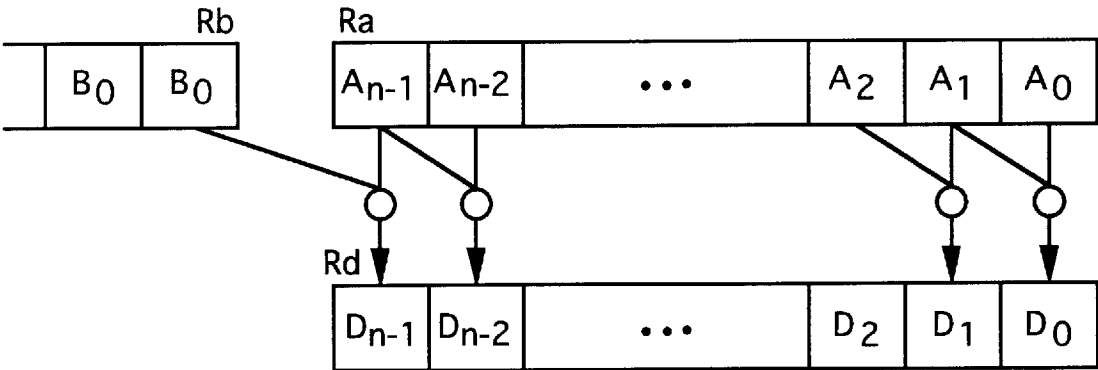 Rb Ra
B0 B0 An-1 An-2 ••• A2 A1 A0
Rd
Dn-1 Dn-2 ••• D2 D1 D0